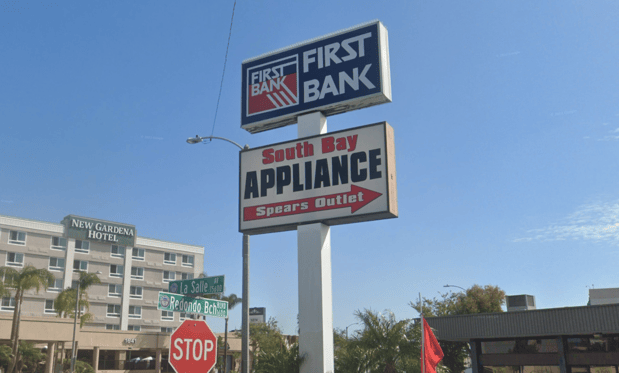 FIRST
BANK
FIRST
BANK
South Bay
APPLIANCE
Spears Outlet
NEW GARDENA
HOTEL
La Salle
Redondo Bch
STOP